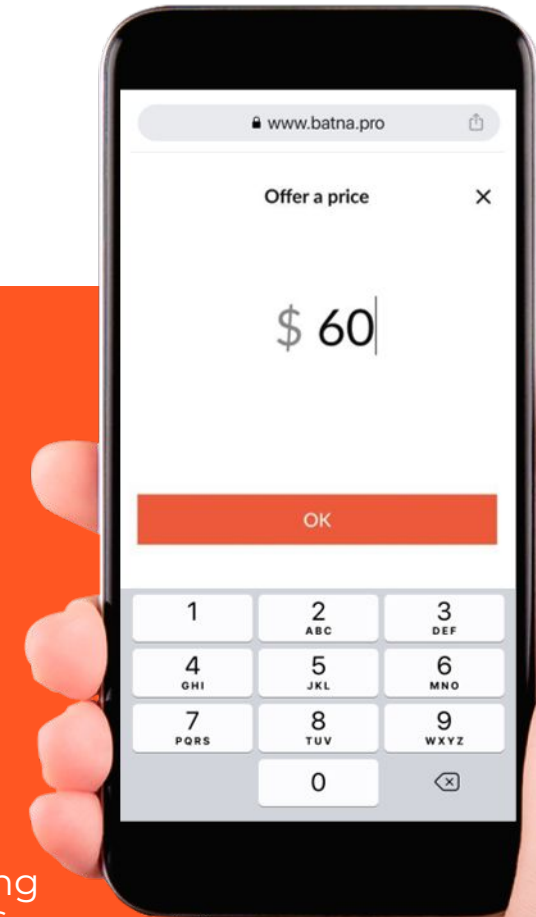 www.batna.pro
Offer a price
$ 60
OK
1
2
ABC
3
DEF
4
GHI
5
JKL
6
MNO
7
PQRS
8
TUV
9
WXYZ
0